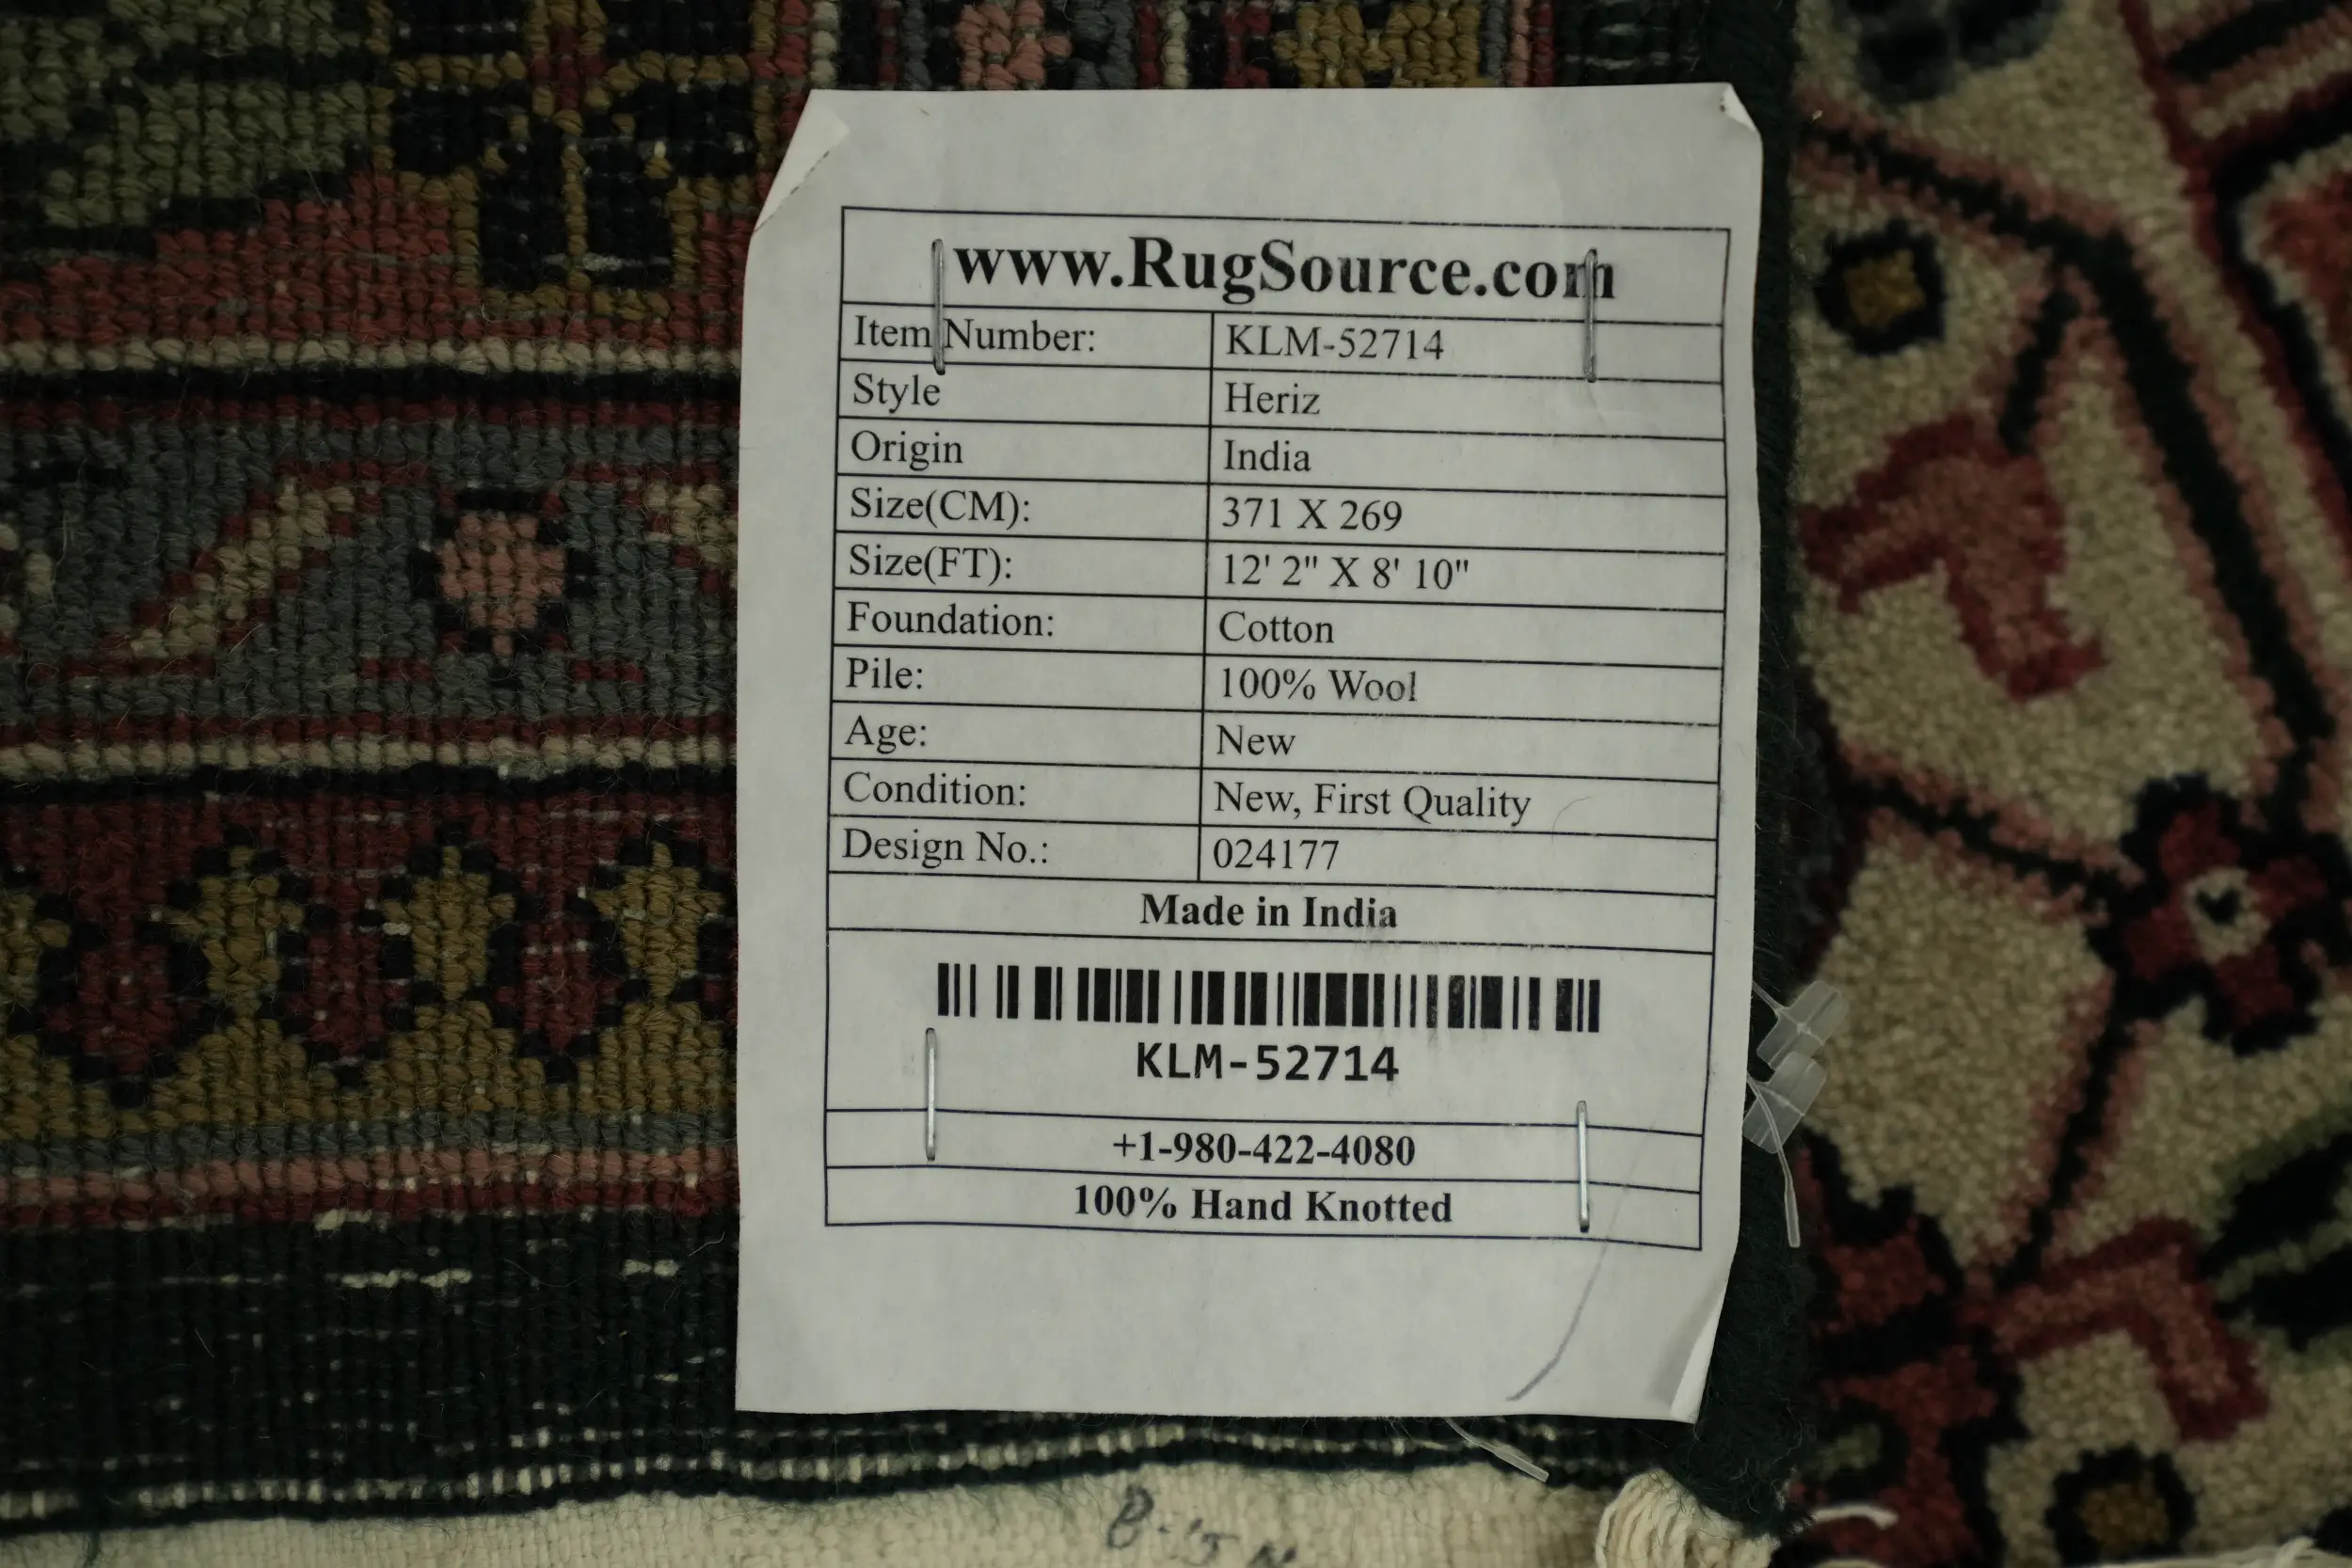 www.RugSource.com
Item Number: KLM-52714
Style Heriz
Origin India
Size(CM): 371 X 269
Size(FT): 12' 2" X 8' 10"
Foundation: Cotton
Pile: 100% Wool
Age: New
Condition: New, First Quality
Design No.: 024177
Made in India
KLM-52714
+1-980-422-4080
100% Hand Knotted